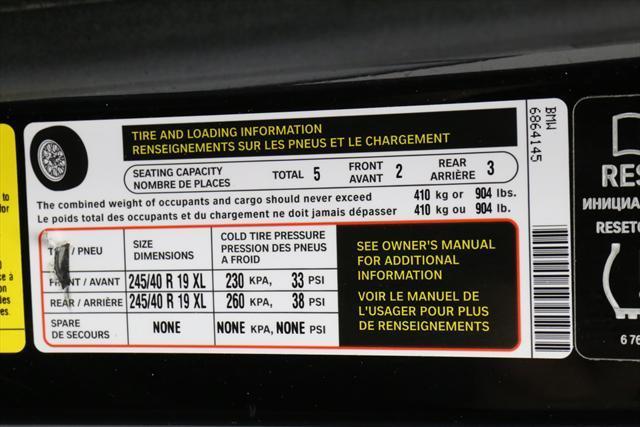 TIRE AND LOADING INFORMATION
RENSEIGNEMENTS SUR LES PNEUS ET LE CHARGEMENT
SEATING CAPACITY
NOMBRE DE PLACES
TOTAL 5
FRONT
AVANT 2
REAR
ARRIÈRE 3
The combined weight of occupants and cargo should never exceed 410 kg or 904 lbs.
Le poids total des occupants et du chargement ne doit jamais dépasser 410 kg ou 904 lb.
/ PNEU
SIZE
DIMENSIONS
COLD TIRE PRESSURE
PRESSION DES PNEUS
A FROID
/ AVANT 245/40 R 19 XL 230 KPA, 33 PSI
REAR / ARRIÈRE 245/40 R 19 XL 260 KPA, 38 PSI
SPARE
DE SECOURS
NONE NONE KPA, NONE PSI
SEE OWNER'S MANUAL
FOR ADDITIONAL
INFORMATION
VOIR LE MANUEL DE
L'USAGER POUR PLUS
DE RENSEIGNEMENTS
BMW
6864145
to